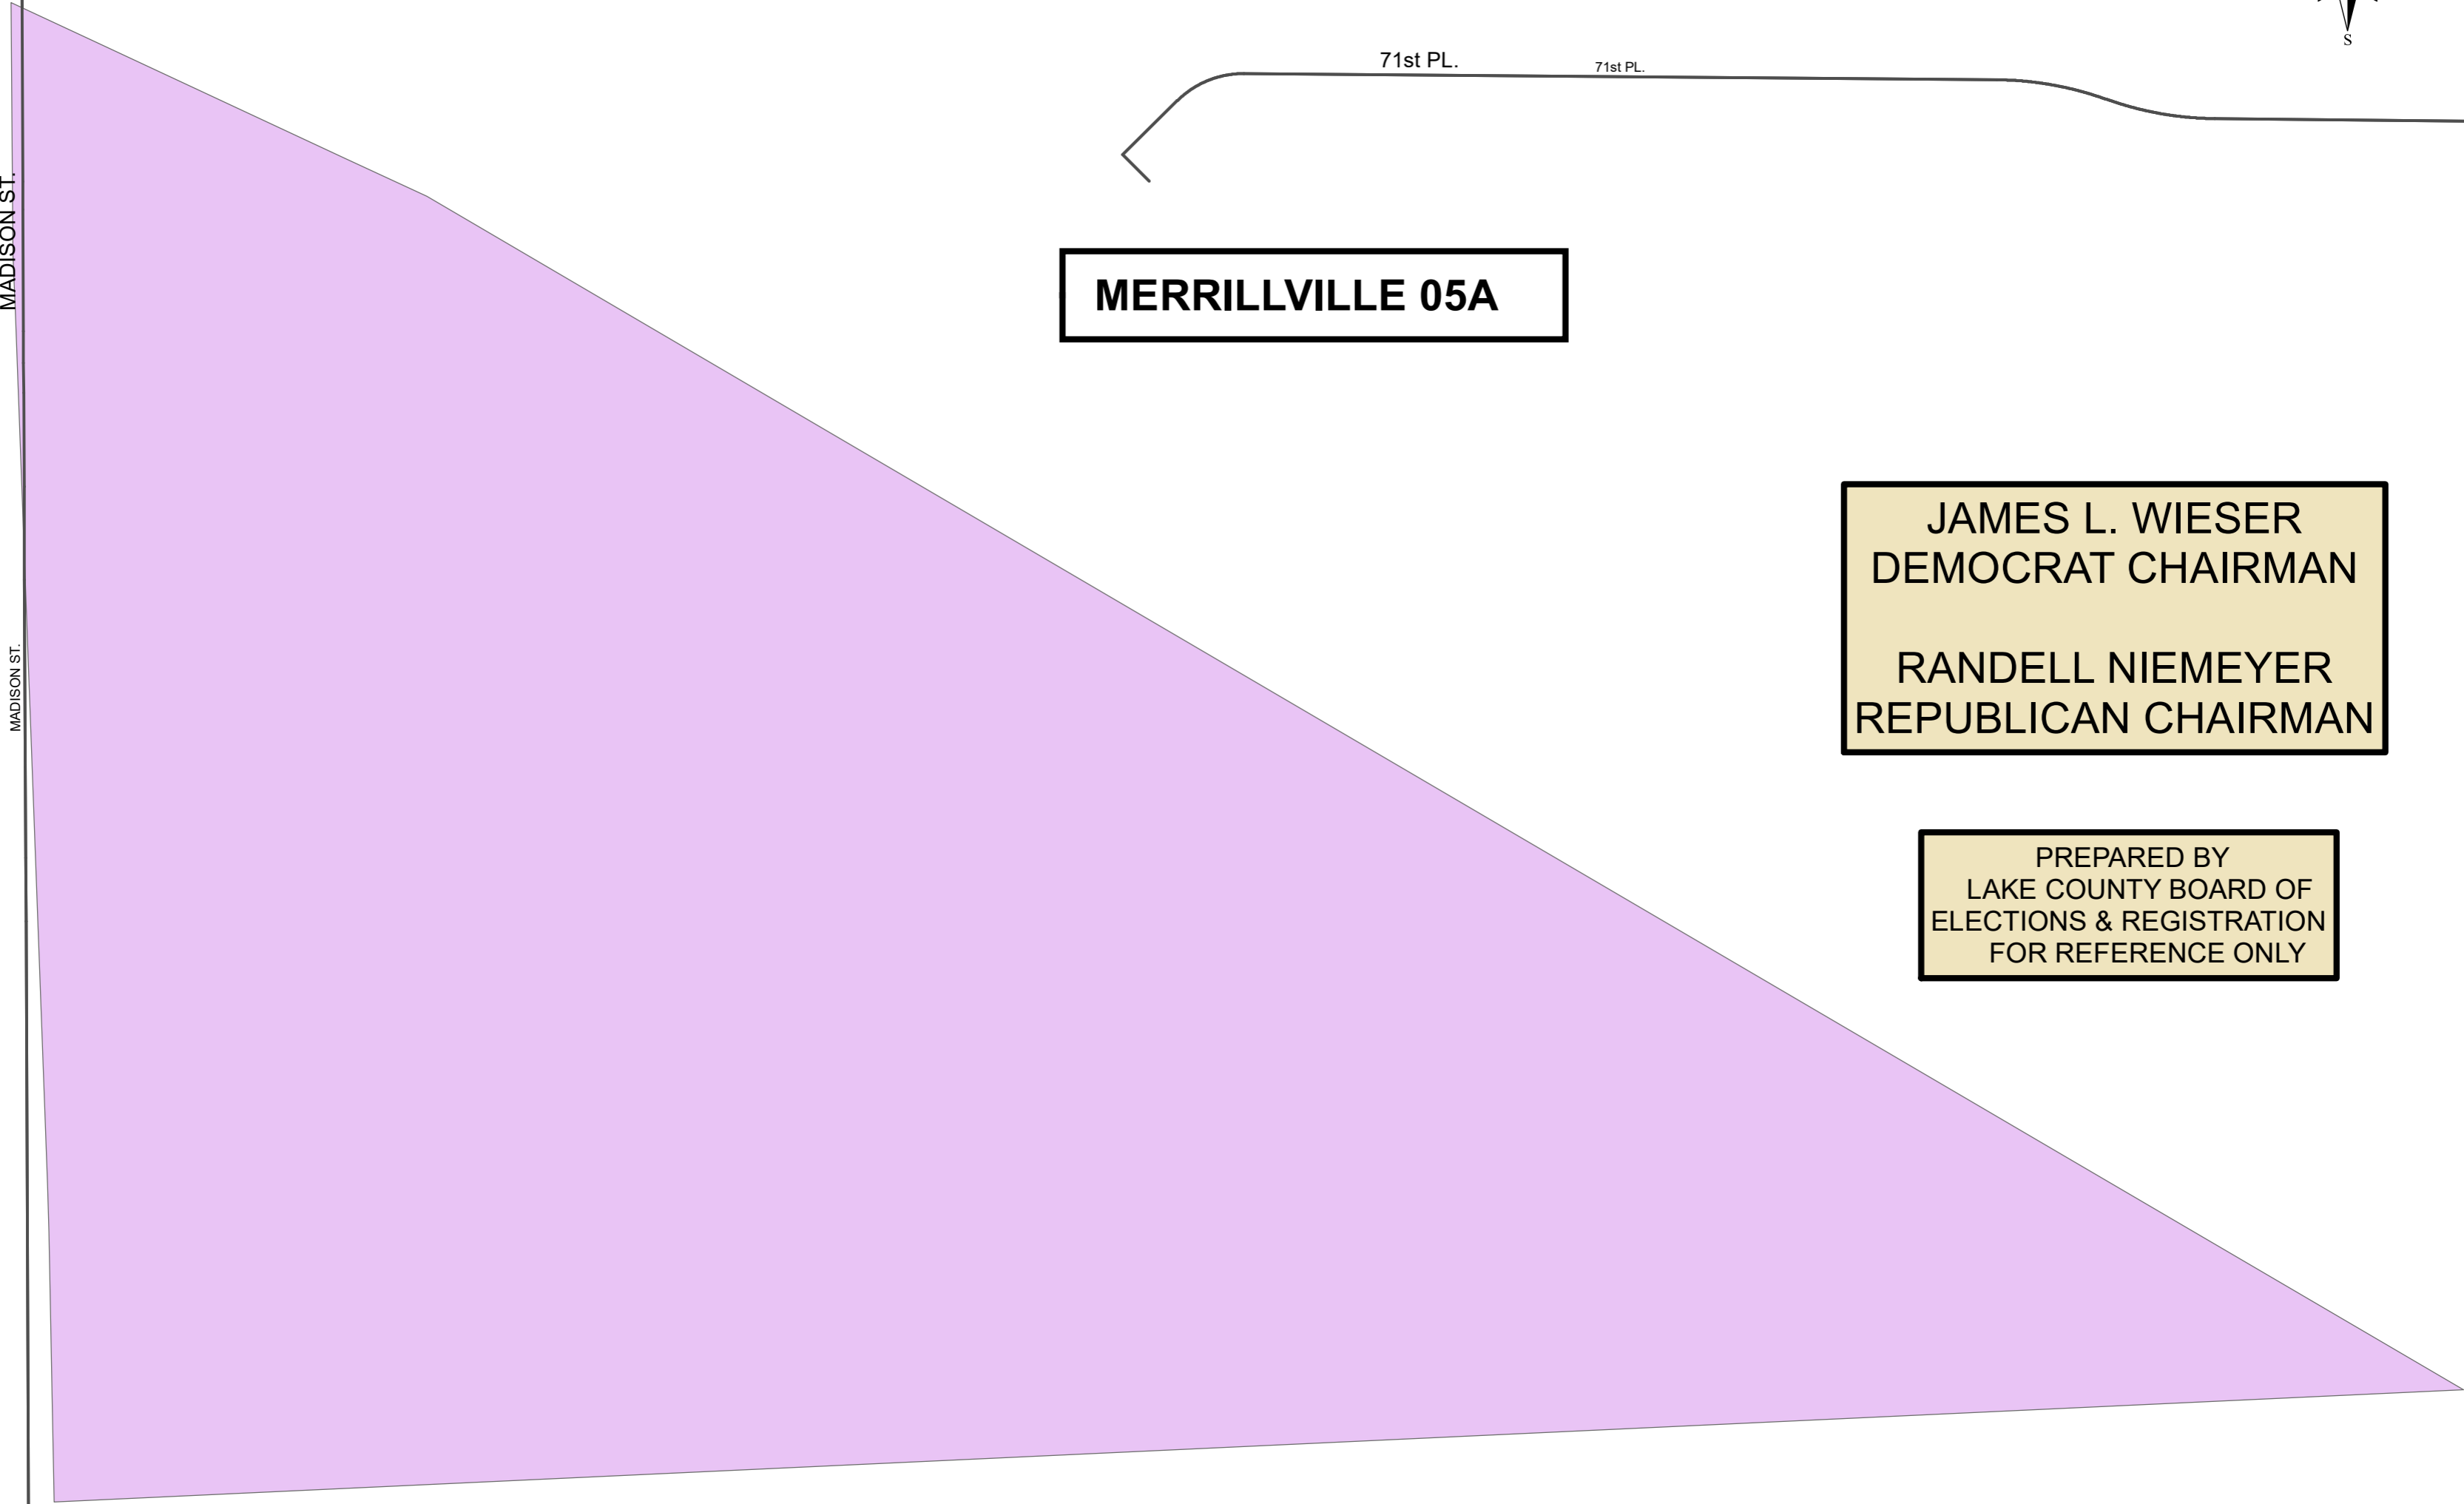 S
71st PL.
71st PL.
MADISON ST.
MERRILLVILLE 05A
JAMES L. WIESER
DEMOCRAT CHAIRMAN
RANDELL NIEMEYER
REPUBLICAN CHAIRMAN
MADISON ST.
PREPARED BY
LAKE COUNTY BOARD OF
ELECTIONS & REGISTRATION
FOR REFERENCE ONLY